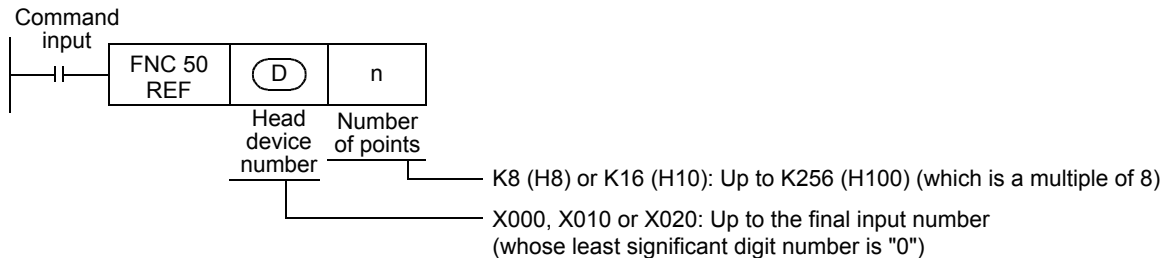 Command
input
FNC 50
REF
D
n
Head
device
number
Number
of points
K8 (H8) or K16 (H10): Up to K256 (H100) (which is a multiple of 8)
X000, X010 or X020: Up to the final input number
(whose least significant digit number is "0")